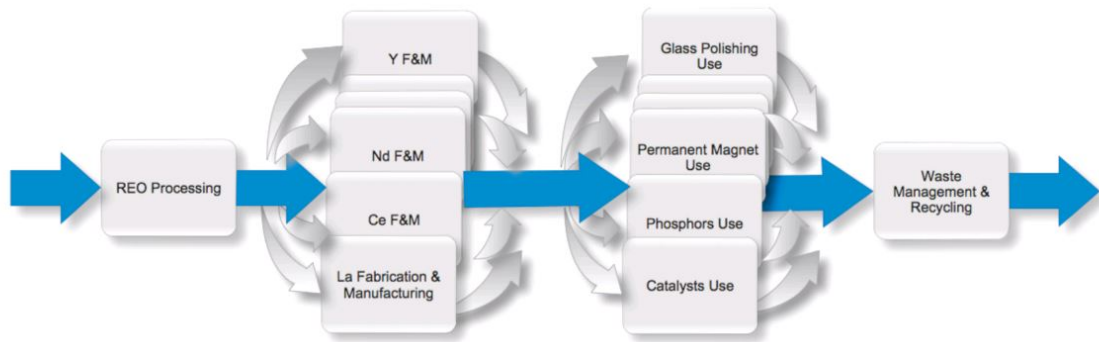 REO Processing
Y F&M
Nd F&M
Ce F&M
La Fabrication &
Manufacturing
Glass Polishing
Use
Permanent Magnet
Use
Phosphors Use
Catalysts Use
Waste
Management &
Recycling